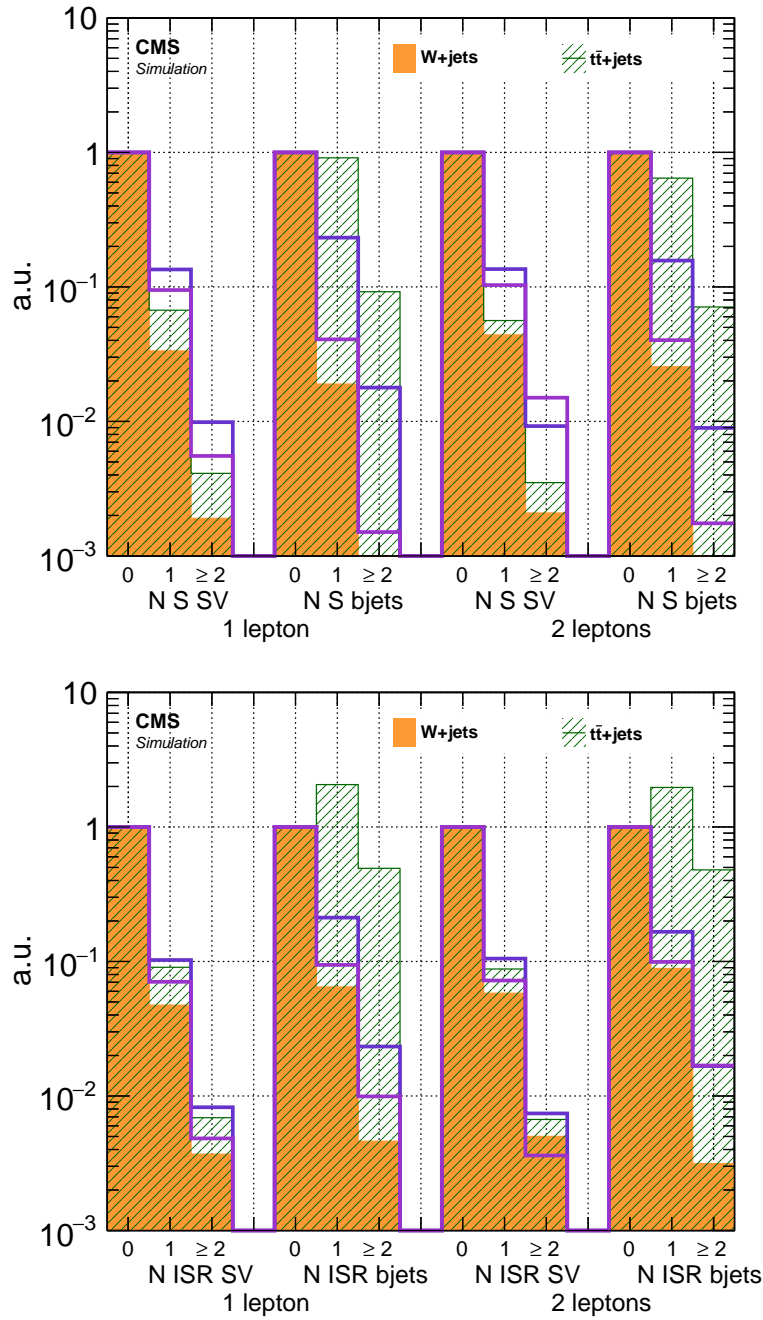 10
CMS
Simulation
W+jets
tt̄+jets
1
a.u.
10⁻¹
10⁻²
10⁻³
0 1 ≥ 2 0 1 ≥ 2 0 1 ≥ 2 0 1 ≥ 2
N S SV N S bjets N S SV N S bjets
1 lepton 2 leptons
10
CMS
Simulation
W+jets
tt̄+jets
1
a.u.
10⁻¹
10⁻²
10⁻³
0 1 ≥ 2 0 1 ≥ 2 0 1 ≥ 2 0 1 ≥ 2
N ISR SV N ISR bjets N ISR SV N ISR bjets
1 lepton 2 leptons